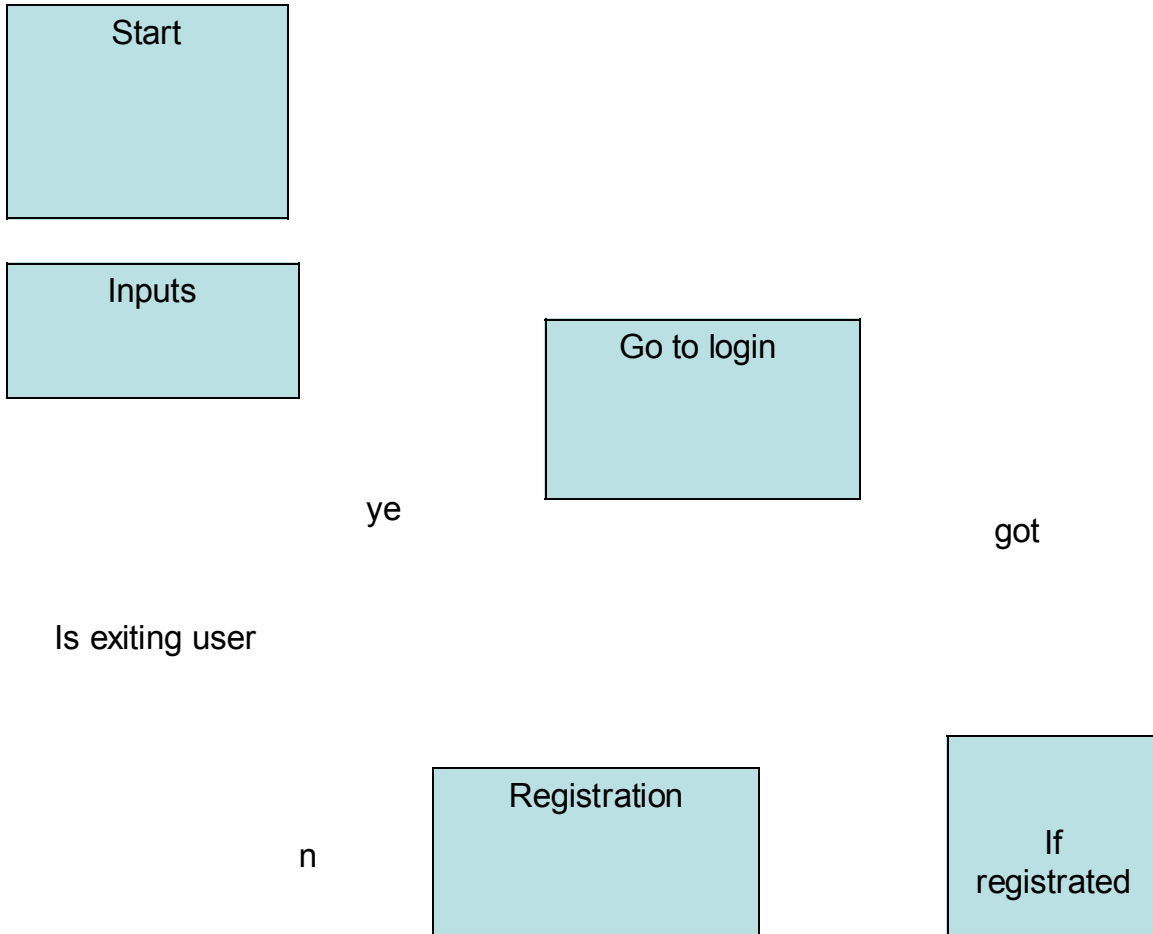 Start
Inputs
Go to login
ye
got
Is exiting user
Registration
n
If
registrated